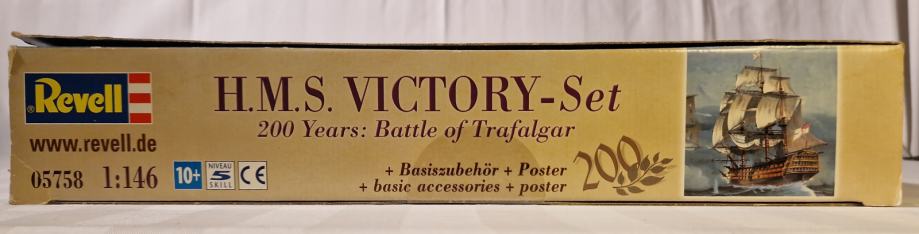 Revell
®
www.revell.de
05758 1:146
10+
NIVEAU
5
SKILL
CE
H.M.S. VICTORY-Set
200 Years: Battle of Trafalgar
+ Basiszubehör + Poster
+ basic accessories + poster
200